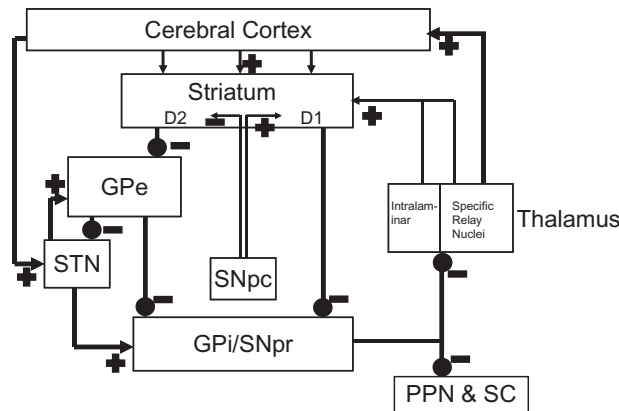 Cerebral Cortex
Striatum
D2
D1
GPe
Intralam-
inar
Specific
Relay
Nuclei
Thalamus
STN
SNpc
GPi/SNpr
PPN & SC